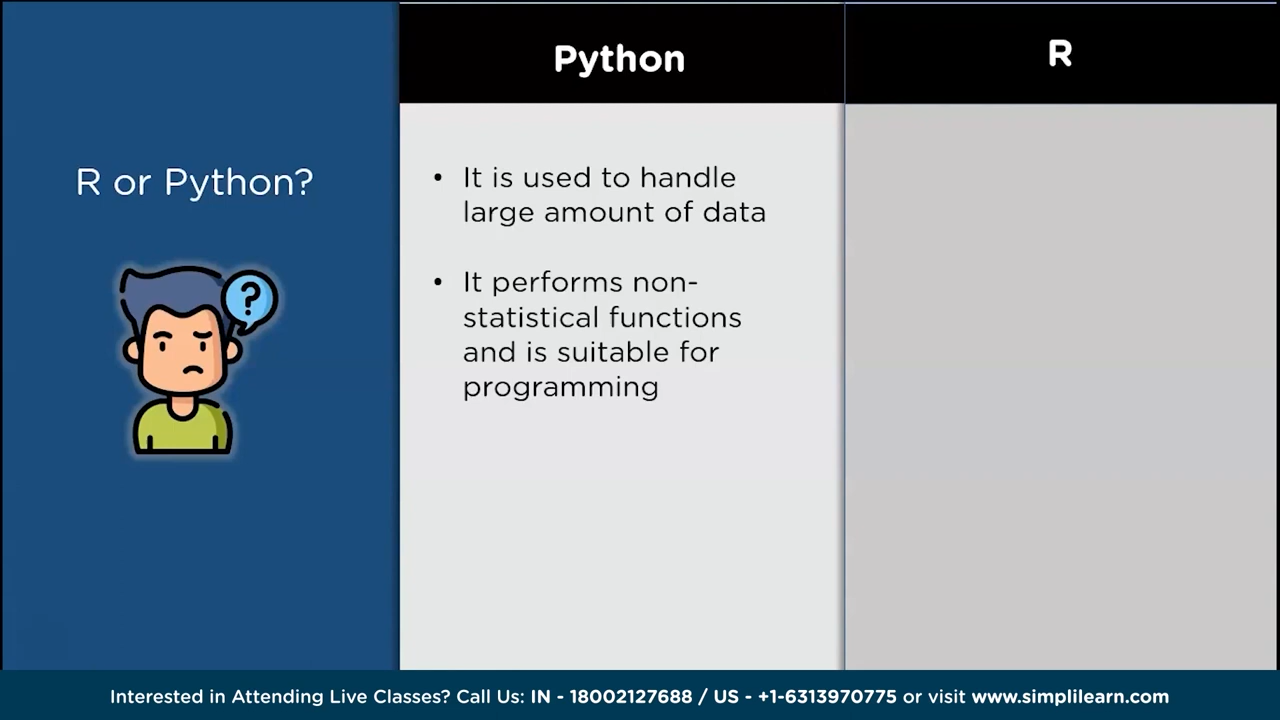 R or Python?
?
Python
• It is used to handle
large amount of data
• It performs non-
statistical functions
and is suitable for
programming
R
Interested in Attending Live Classes? Call Us: IN - 18002127688 / US - +1-6313970775 or visit www.simplilearn.com